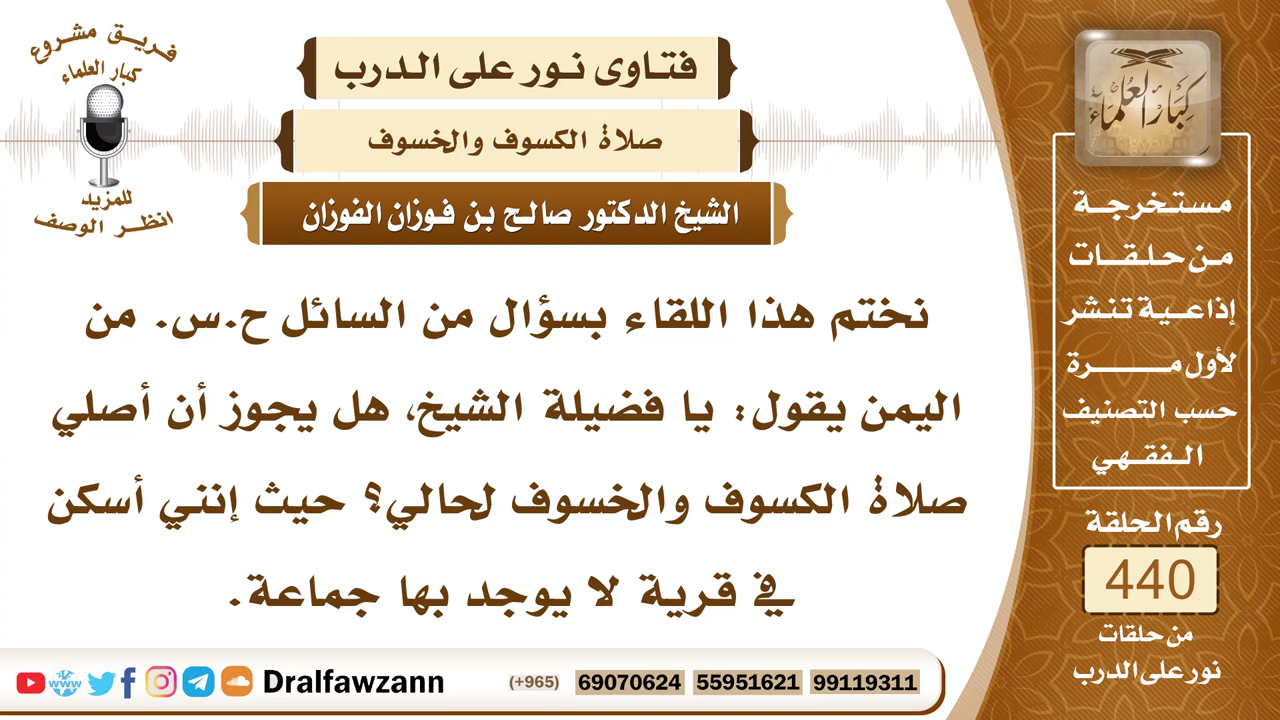 فريق مشروع
كبار العلماء
للمزيد
انظر الوصف
فتاوى نور على الدرب
صلاة الكسوف والخسوف
الشيخ الدكتور صالح بن فوزان الفوزان
نختم هذا اللقاء بسؤال من السائل ح.س. من
اليمن يقول: يا فضيلة الشيخ، هل يجوز أن أصلي
صلاة الكسوف والخسوف لحالي؟ حيث إنني أسكن
في قرية لا يوجد بها جماعة.
كبار العلماء
مستخرجة
من حلقات
إذاعية تنشر
لأول مرة
حسب التصنيف
الفقهي
رقم الحلقة
440
من حلقات
نور على الدرب
www Dralfawzann (+965) 69070624 55951621 99119311